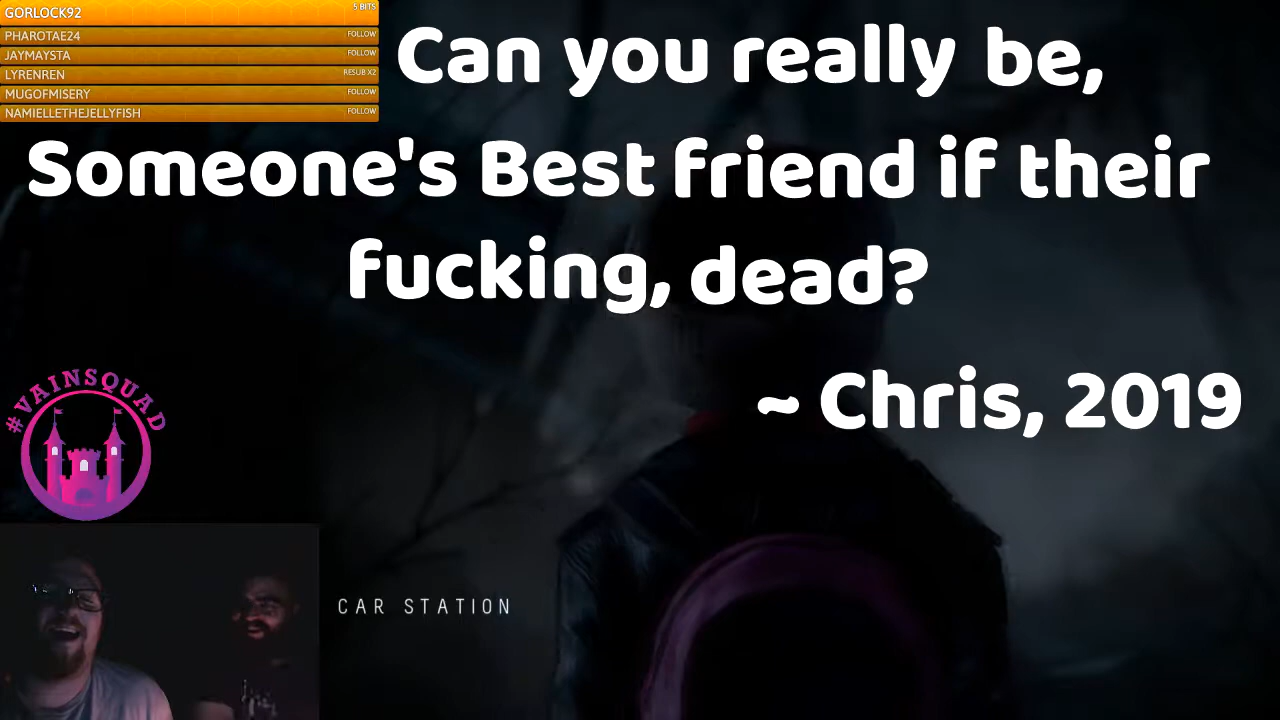 GORLOCK92 5 BITS
PHAROTAE24 FOLLOW
JAYMAYSTA FOLLOW
LYRENREN RESUB X2
MUGOFMISERY FOLLOW
NAMIELLETHEJELLYFISH FOLLOW
Can you really be,
Someone's Best friend if their
fucking, dead?
~ Chris, 2019
#VAINSQUAD
CAR STATION